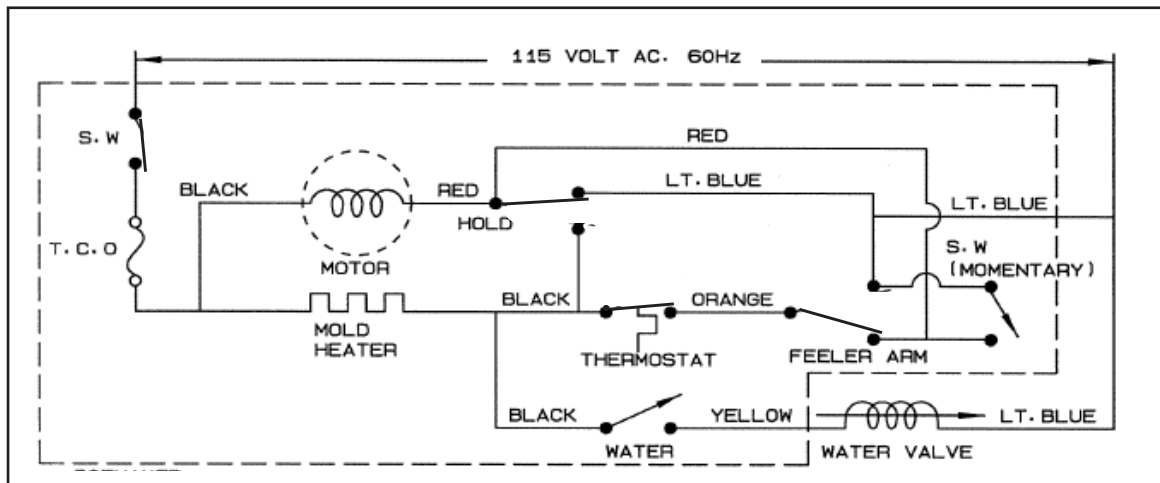 115 VOLT AC. 60Hz
S.W
RED
BLACK
RED
LT. BLUE
LT. BLUE
HOLD
T.C.O
S.W
(MOMENTARY)
MOTOR
BLACK
ORANGE
MOLD
HEATER
THERMOSTAT
FEELER ARM
BLACK
YELLOW
LT. BLUE
WATER
WATER VALVE